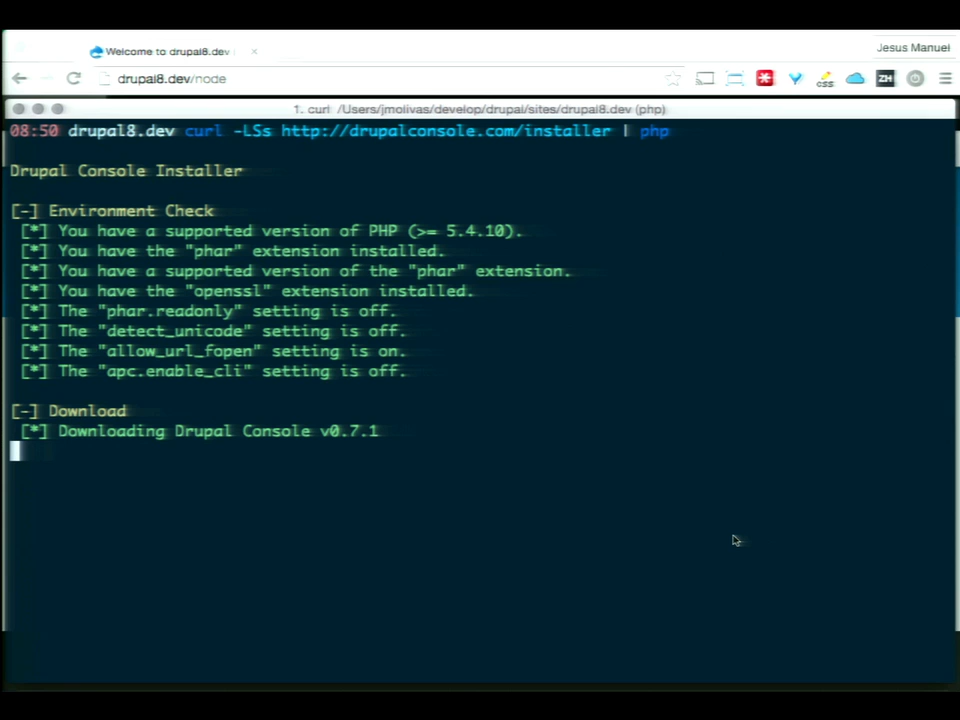 Welcome to drupal8.dev
Jesus Manuel
drupal8.dev/node
css
ZH
1. curl /Users/jmolivas/develop/drupal/sites/drupal8.dev (php)
08:50 drupal8.dev curl -LSs http://drupalconsole.com/installer | php
Drupal Console Installer
[-] Environment Check
[*] You have a supported version of PHP (>= 5.4.10).
[*] You have the "phar" extension installed.
[*] You have a supported version of the "phar" extension.
[*] You have the "openssl" extension installed.
[*] The "phar.readonly" setting is off.
[*] The "detect_unicode" setting is off.
[*] The "allow_url_fopen" setting is on.
[*] The "apc.enable_cli" setting is off.
[-] Download
[*] Downloading Drupal Console v0.7.1